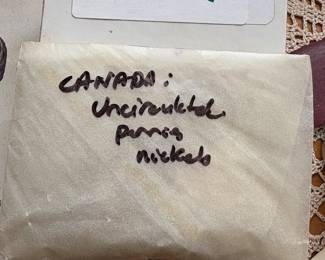 CANADA:
Uncirculated
pennies
nickels